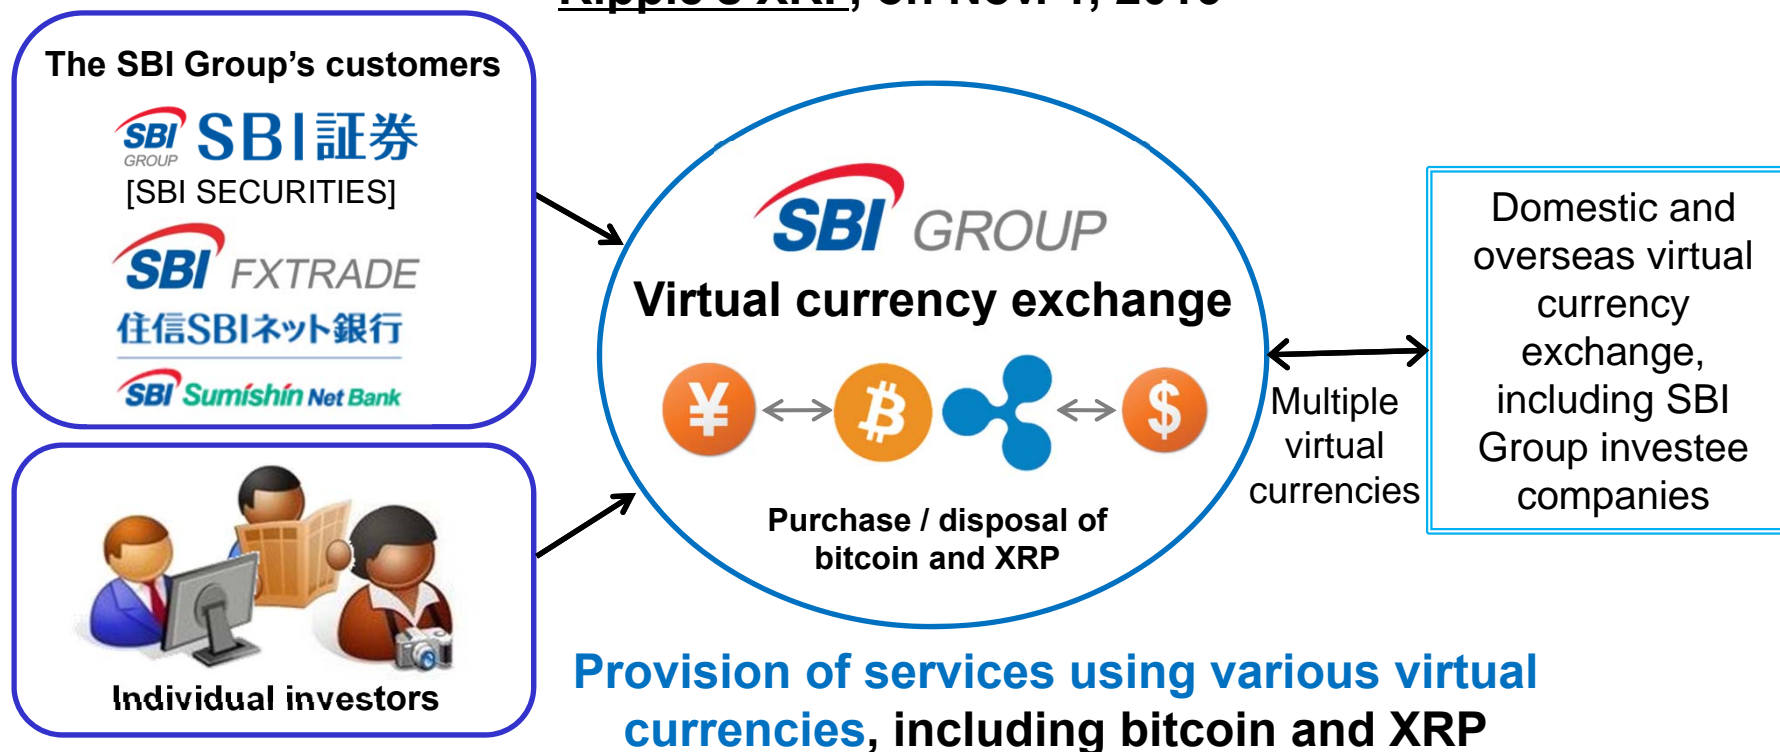 The SBI Group's customers
SBI GROUP SBI証券
[SBI SECURITIES]
SBI FXTRADE
住信SBIネット銀行
SBI Sumishin Net Bank
Individual investors
SBI GROUP
Virtual currency exchange
¥ ₿ $
Purchase / disposal of
bitcoin and XRP
Multiple
virtual
currencies
Domestic and
overseas virtual
currency
exchange,
including SBI
Group investee
companies
Provision of services using various virtual
currencies, including bitcoin and XRP